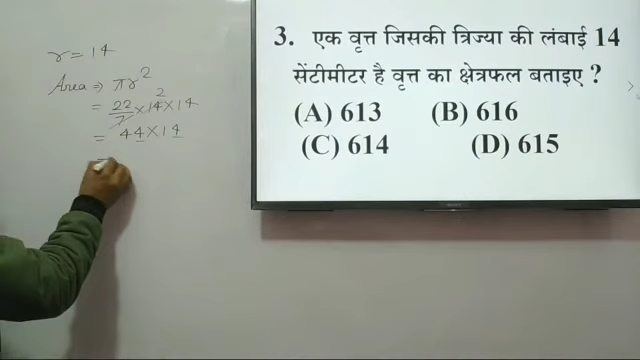 r = 14
Area ⇒ πr²
= 22/7 × 14 2 × 14
= 44 × 14
=
3. एक वृत्त जिसकी त्रिज्या की लंबाई 14
सेंटीमीटर है वृत्त का क्षेत्रफल बताइए ?
(A) 613 (B) 616
(C) 614 (D) 615